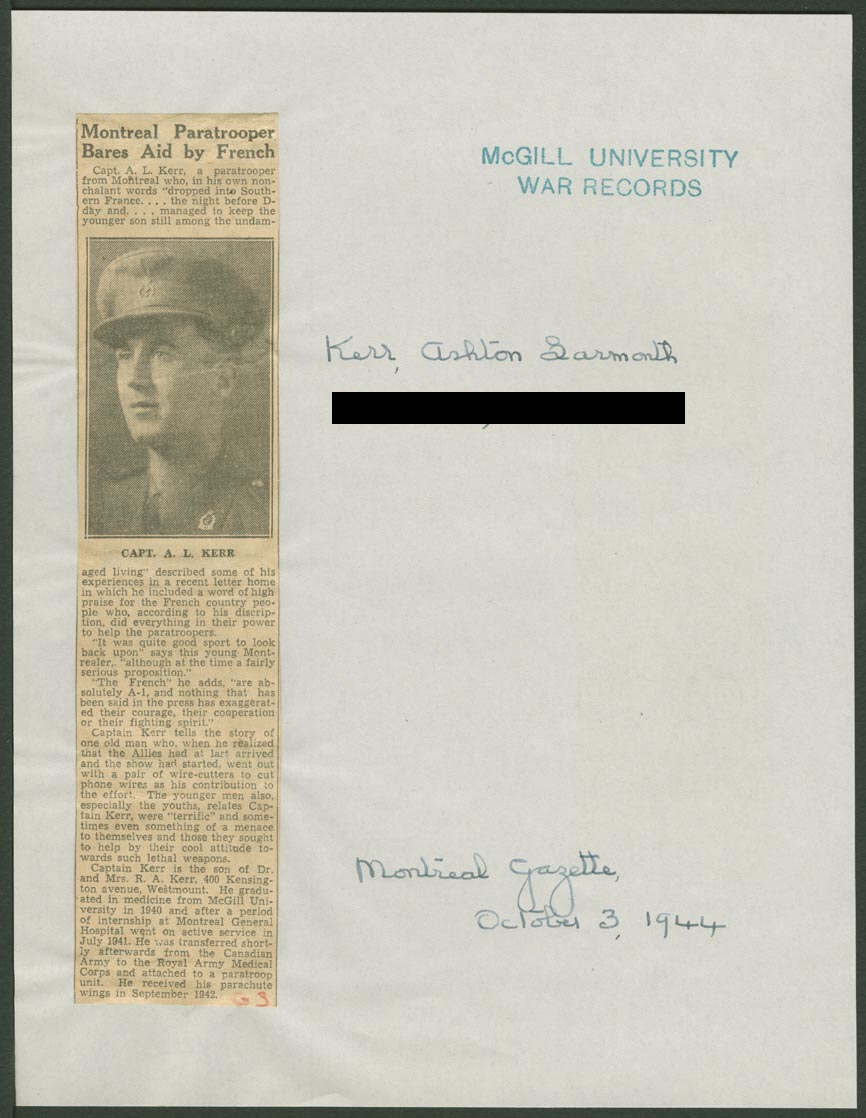 Montreal Paratrooper
Bares Aid by French
Capt. A. L. Kerr, a paratrooper
from Montreal who, in his own non-
chalant words "dropped into South-
ern France. . . . the night before D-
day and. . . . managed to keep the
younger son still among the undam-
CAPT. A. L. KERR
aged living" described some of his
experiences in a recent letter home
in which he included a word of high
praise for the French country peo-
ple who, according to his discrip-
tion, did everything in their power
to help the paratroopers.
"It was quite good sport to look
back upon" says this young Mont-
realer,. "although at the time a fairly
serious proposition."
"The French" he adds, "are ab-
solutely A-1, and nothing that has
been said in the press has exaggerat-
ed their courage, their cooperation
or their fighting spirit."
Captain Kerr tells the story of
one old man who, when he realized
that the Allies had at last arrived
and the show had started, went out
with a pair of wire-cutters to cut
phone wires as his contribution to
the effort. The younger men also,
especially the youths, relates Cap-
tain Kerr, were "terrific" and some-
times even something of a menace
to themselves and those they sought
to help by their cool attitude to-
wards such lethal weapons.
Captain Kerr is the son of Dr.
and Mrs. R. A. Kerr, 400 Kensing-
ton avenue, Westmount. He gradu-
ated in medicine from McGill Uni-
versity in 1940 and after a period
of internship at Montreal General
Hospital went on active service in
July 1941. He was transferred short-
ly afterwards from the Canadian
Army to the Royal Army Medical
Corps and attached to a paratroop
unit. He received his parachute
wings in September 1942.
McGILL UNIVERSITY
WAR RECORDS
Kerr, Ashton Learmonth
Montreal Gazette,
October 3, 1944